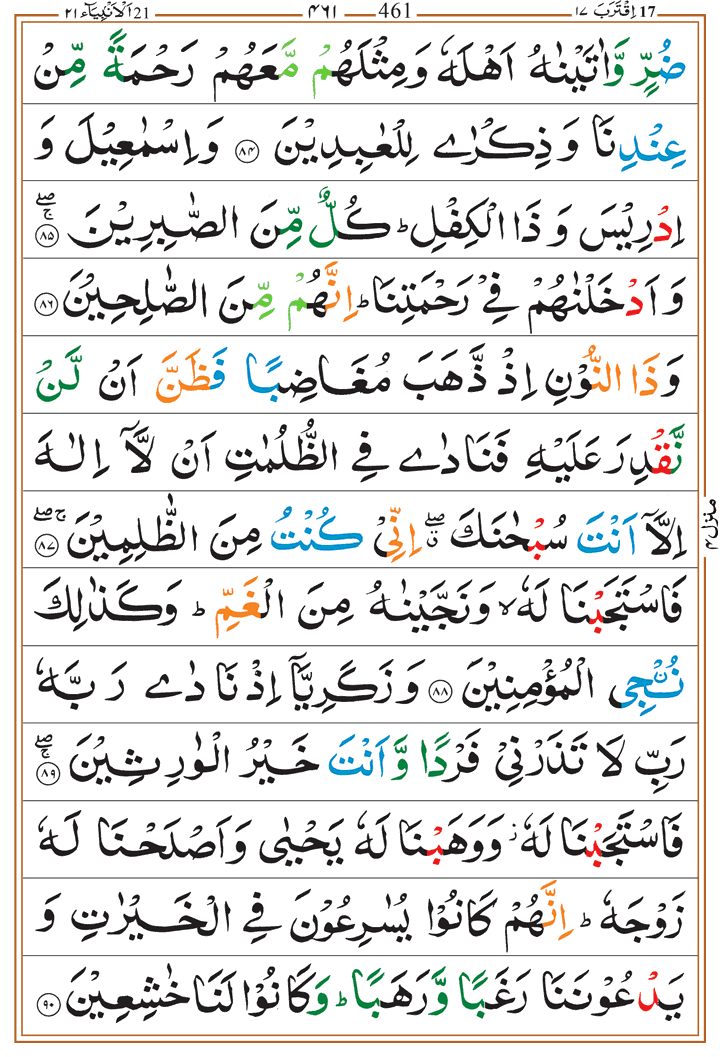 17 اِقْتَرَبَ ١٧ 461 ٤٦١ 21 اَلْاَنْبِيَآء ٢١
ضُرٍّ وَّاٰتَيْنٰهُ اَهْلَهٗ وَمِثْلَهُمْ مَّعَهُمْ رَحْمَةً مِّنْ
عِنْدِنَا وَذِكْرٰى لِلْعٰبِدِيْنَ ﴿٨٤﴾ وَاِسْمٰعِيْلَ وَ
اِدْرِيْسَ وَذَا الْكِفْلِ ؕ كُلٌّ مِّنَ الصّٰبِرِيْنَ ۖۚ ﴿٨٥﴾
وَاَدْخَلْنٰهُمْ فِيْ رَحْمَتِنَا ؕ اِنَّهُمْ مِّنَ الصّٰلِحِيْنَ ﴿٨٦﴾
وَذَا النُّوْنِ اِذْ ذَّهَبَ مُغَاضِبًا فَظَنَّ اَنْ لَّنْ
نَّقْدِرَ عَلَيْهِ فَنَادٰى فِي الظُّلُمٰتِ اَنْ لَّاۤ اِلٰهَ
اِلَّاۤ اَنْتَ سُبْحٰنَكَ ۖۗ اِنِّيْ كُنْتُ مِنَ الظّٰلِمِيْنَ ۖۚ ﴿٨٧﴾
فَاسْتَجَبْنَا لَهٗ ۙ وَنَجَّيْنٰهُ مِنَ الْغَمِّ ؕ وَكَذٰلِكَ
نُـنْجِي الْمُؤْمِنِيْنَ ﴿٨٨﴾ وَزَكَرِيَّاۤ اِذْ نَادٰى رَبَّهٗ
رَبِّ لَا تَذَرْنِيْ فَرْدًا وَّاَنْتَ خَيْرُ الْوٰرِثِيْنَ ۖۚ ﴿٨٩﴾
فَاسْتَجَبْنَا لَهٗ ؗ وَوَهَبْنَا لَهٗ يَحْيٰى وَاَصْلَحْنَا لَهٗ
زَوْجَهٗ ؕ اِنَّهُمْ كَانُوْا يُسٰرِعُوْنَ فِي الْخَيْرٰتِ وَ
يَدْعُوْنَنَا رَغَبًا وَّرَهَبًا ؕ وَكَانُوْا لَنَا خٰشِعِيْنَ ﴿٩٠﴾
منزل ٤